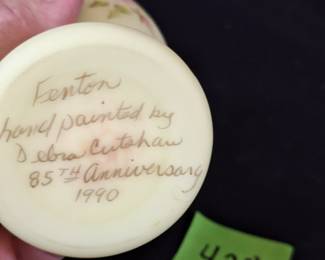 Fenton
hand painted by
Debra Cutshaw
85TH Anniversary
1990